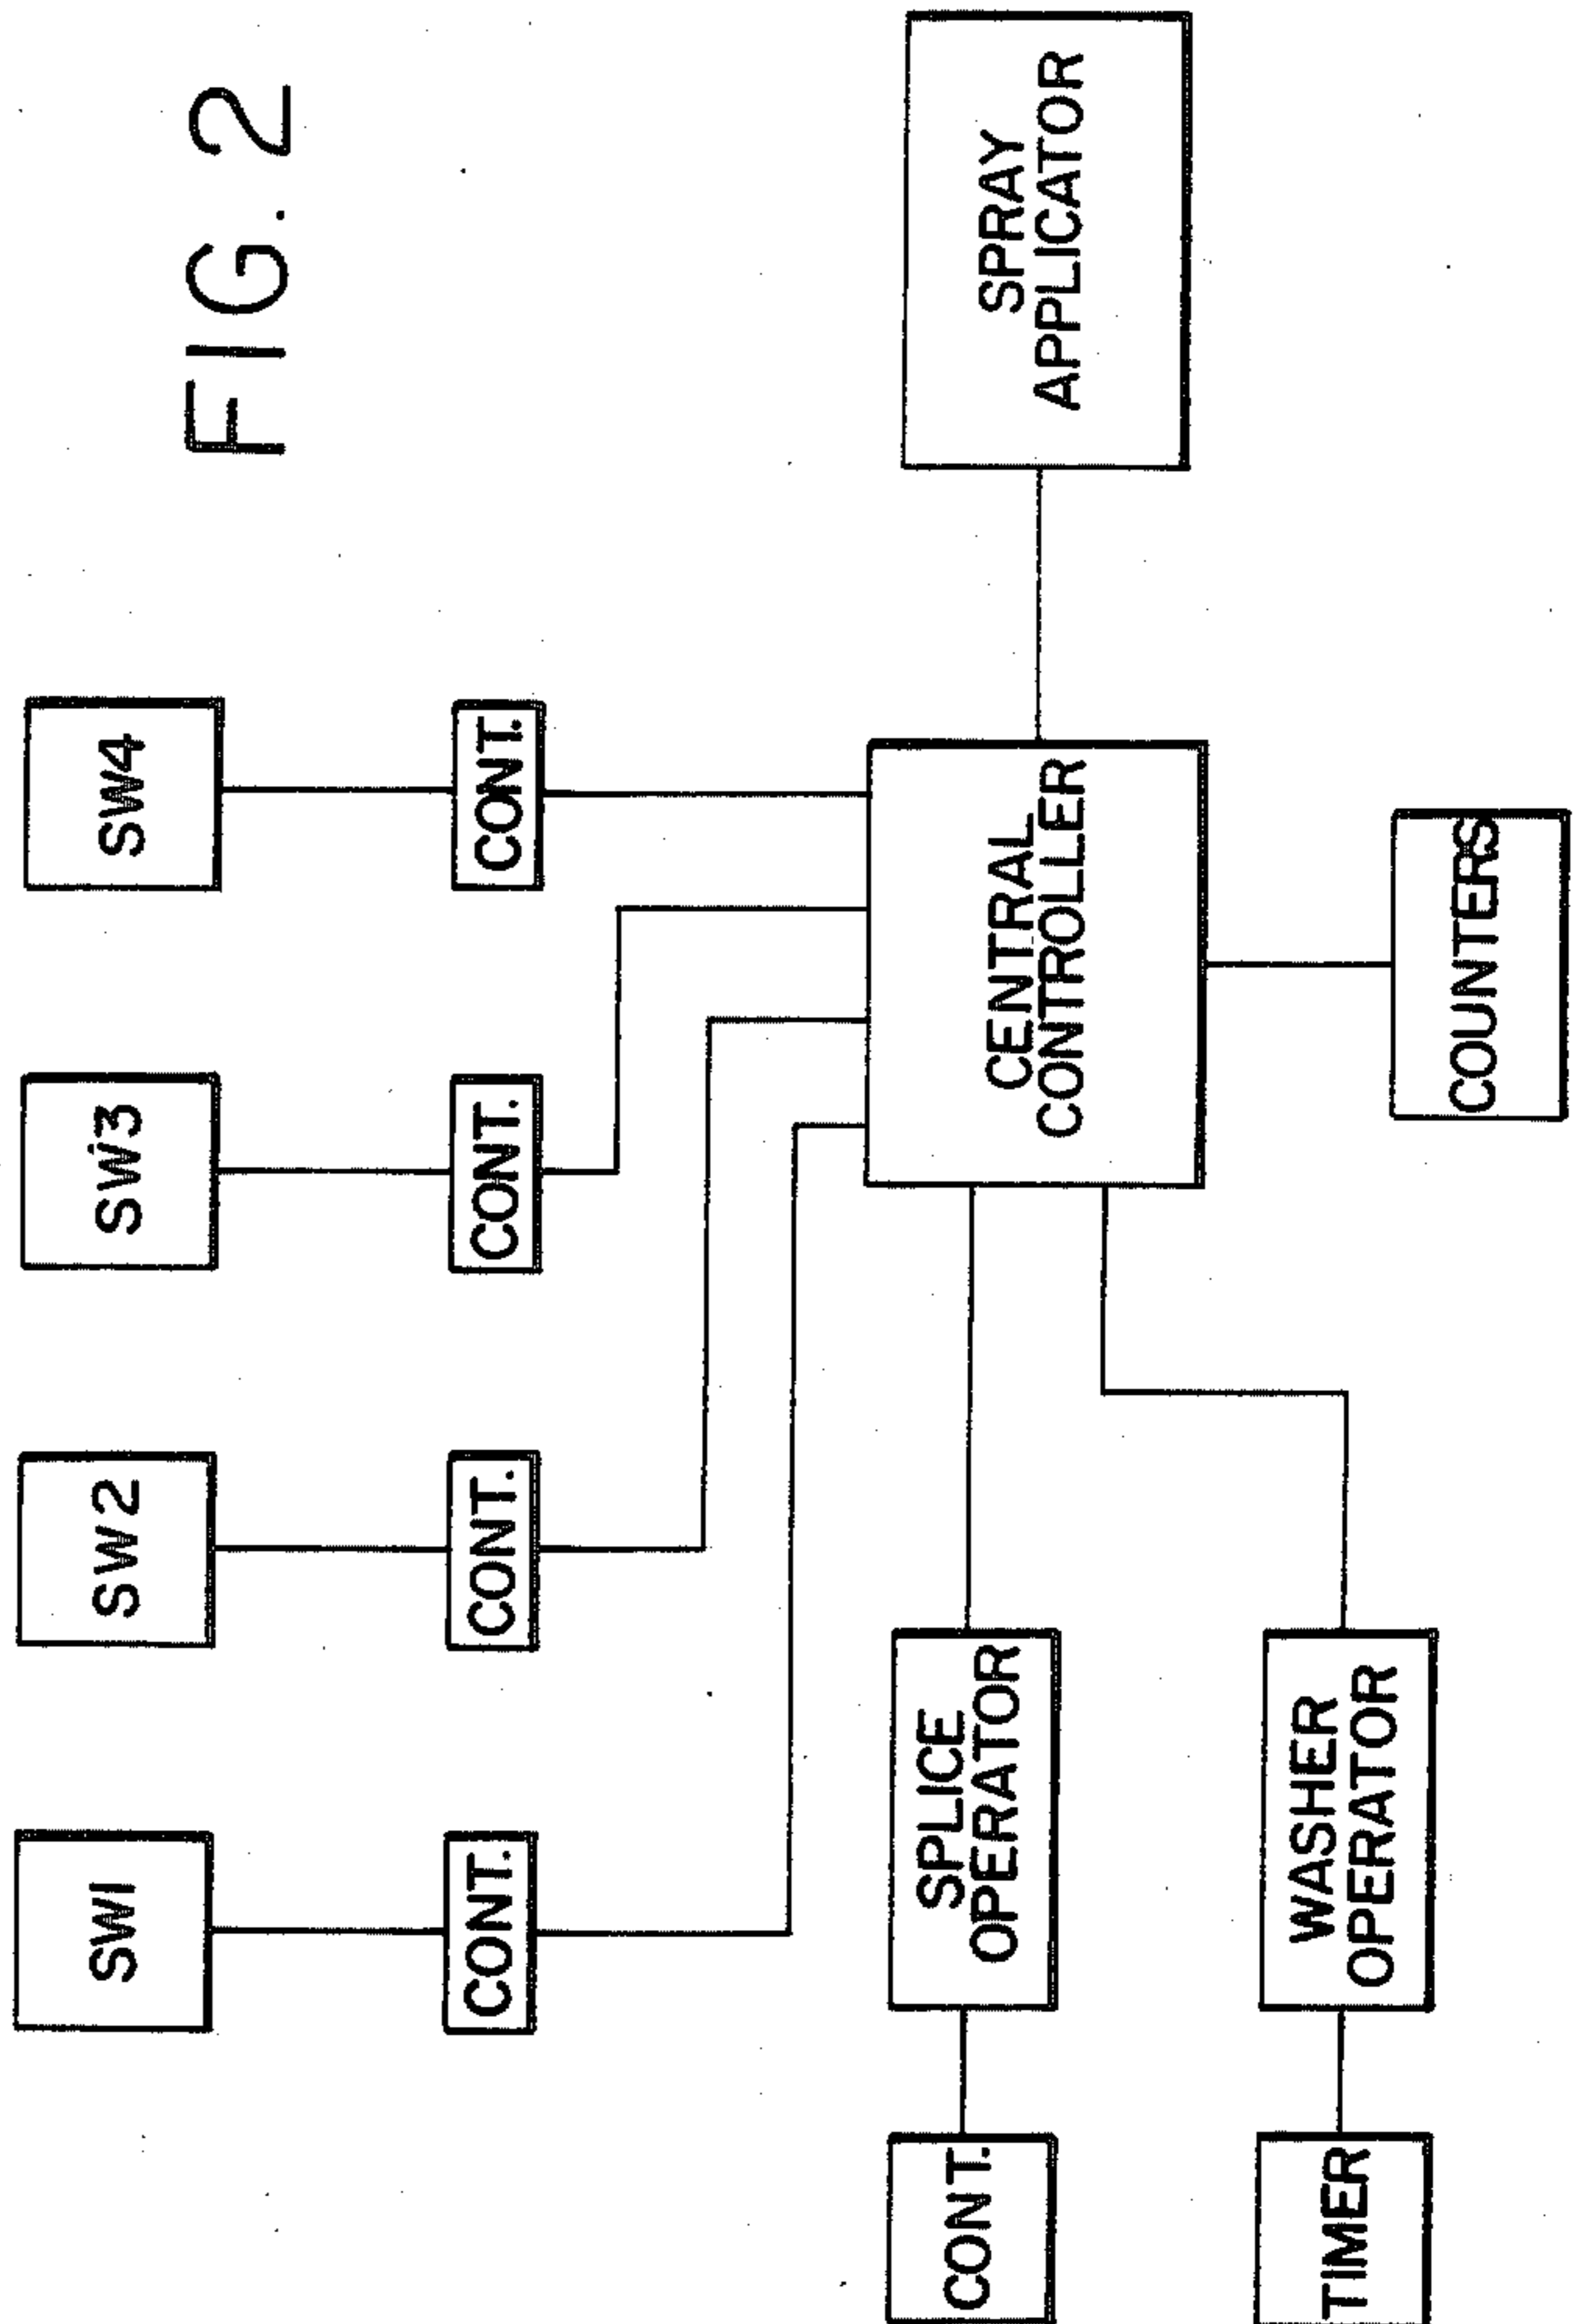 FIG. 2
SW1
SW2
SW3
SW4
CONT.
CONT.
CONT.
CONT.
CONT.
SPLICE
OPERATOR
CENTRAL
CONTROLLER
SPRAY
APPLICATOR
TIMER
WASHER
OPERATOR
COUNTERS